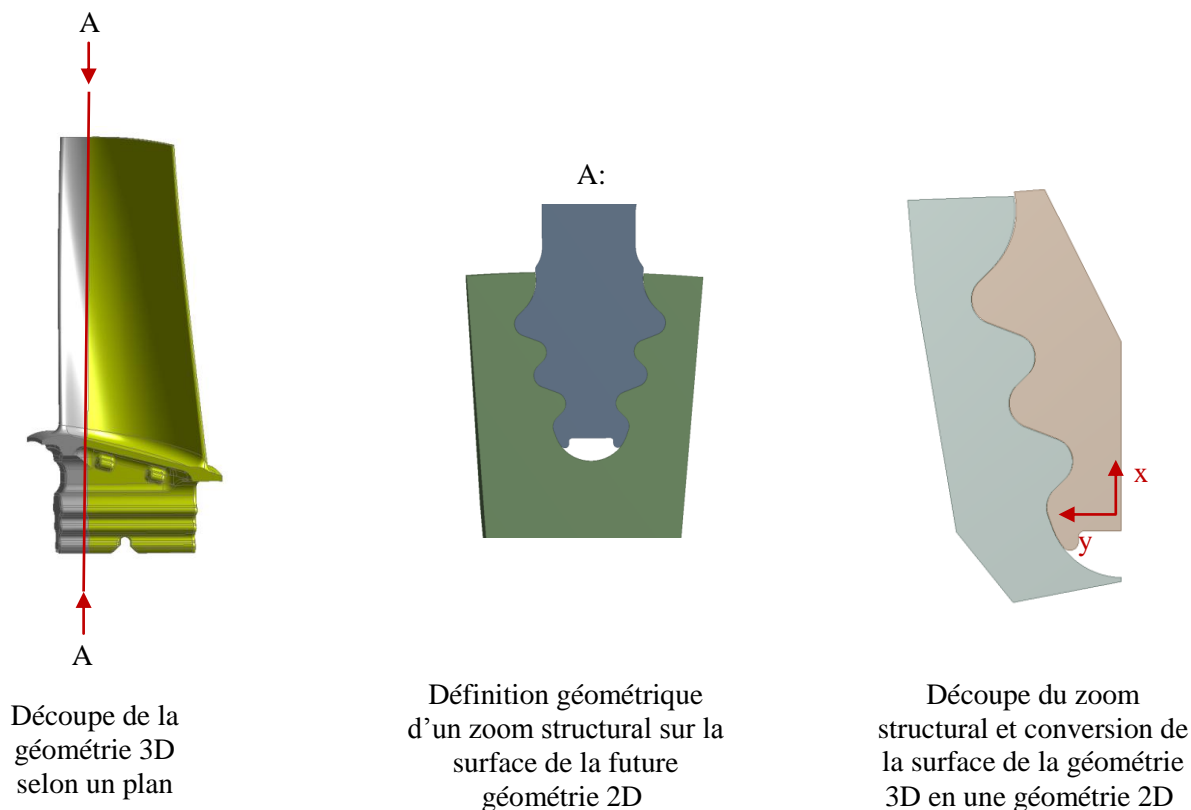 A
A
Découpe de la
géométrie 3D
selon un plan
A:
Définition géométrique
d’un zoom structural sur la
surface de la future
géométrie 2D
x
y
Découpe du zoom
structural et conversion de
la surface de la géométrie
3D en une géométrie 2D